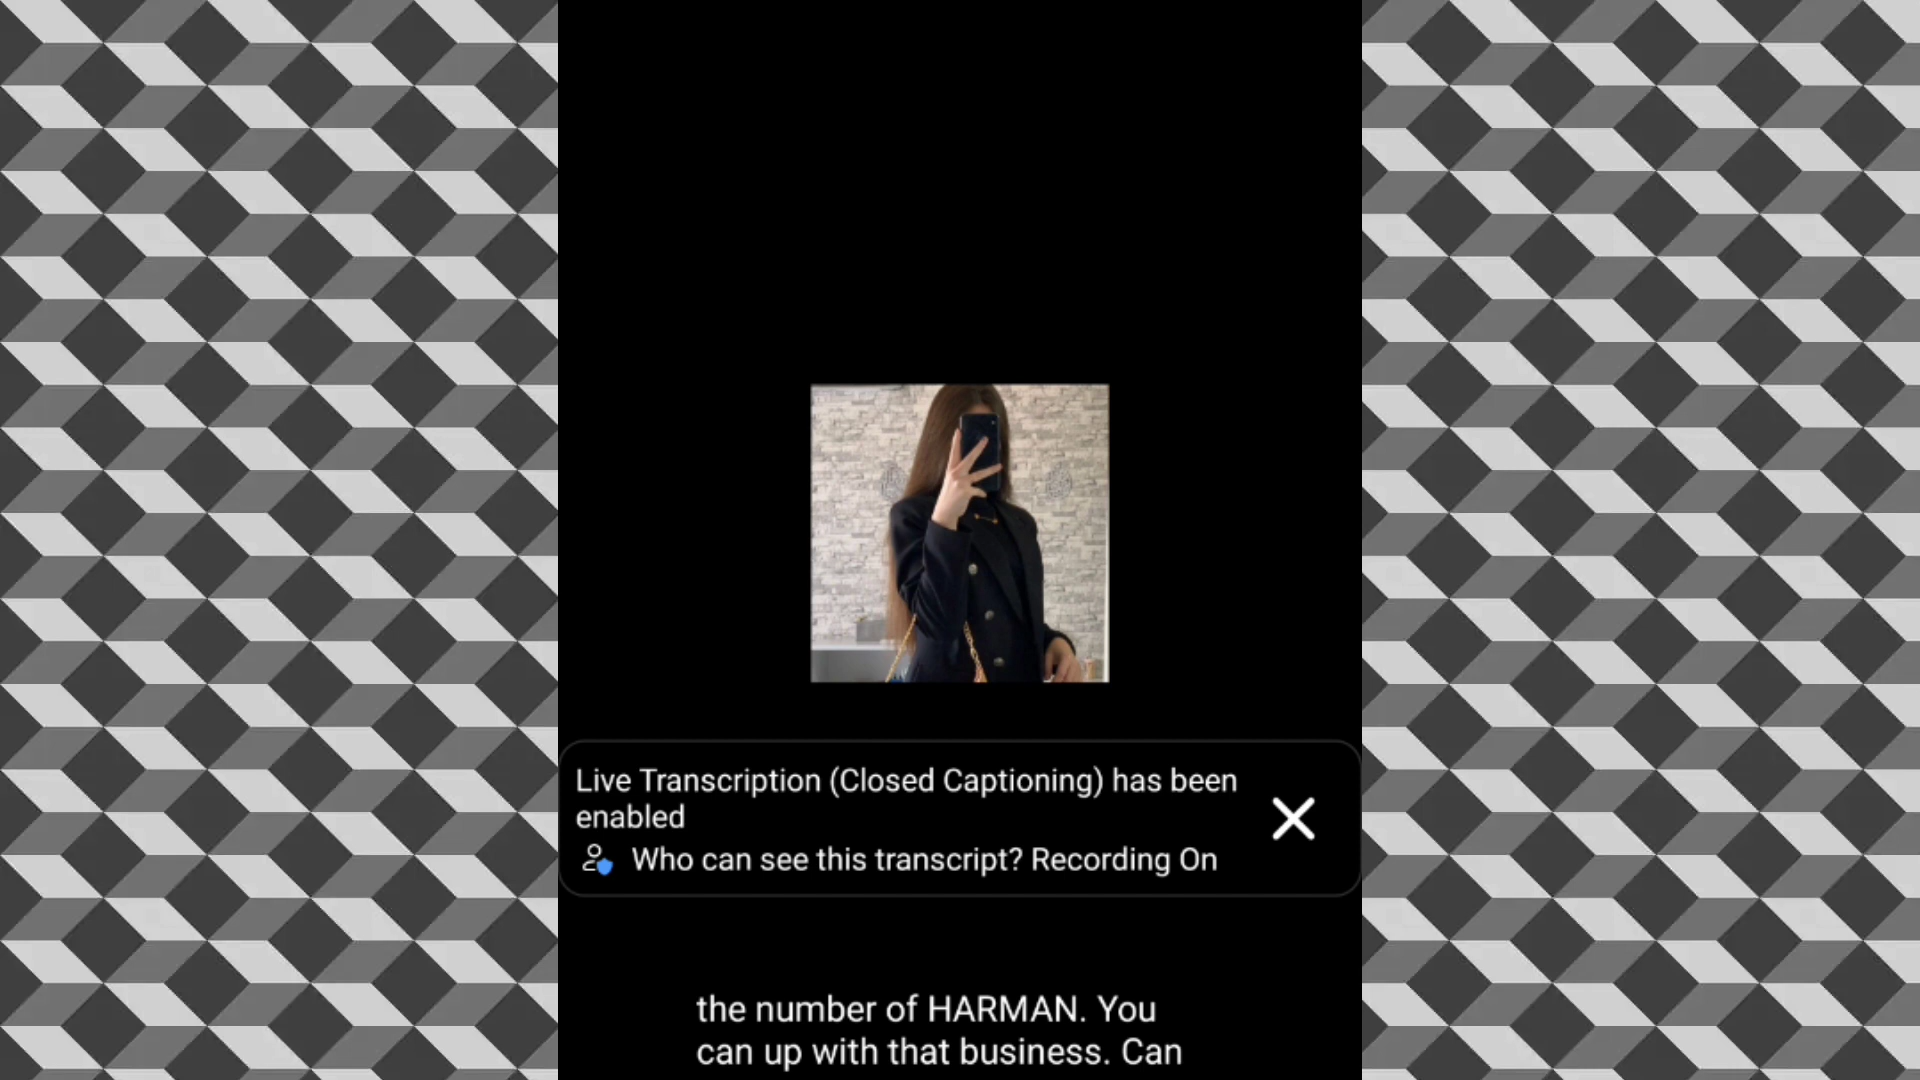 Live Transcription (Closed Captioning) has been
enabled
Who can see this transcript? Recording On
the number of HARMAN. You
can up with that business. Can